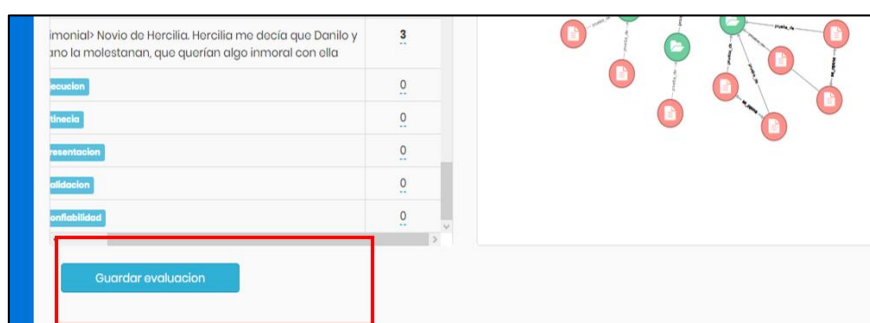 imonial> Novio de Hercilia. Hercilia me decía que Danilo y
ano la molestanan, que querían algo inmoral con ella
3
ecucion
0
tinecia
0
resentacion
0
alidacion
0
onfiabilidad
0
Guardar evaluacion